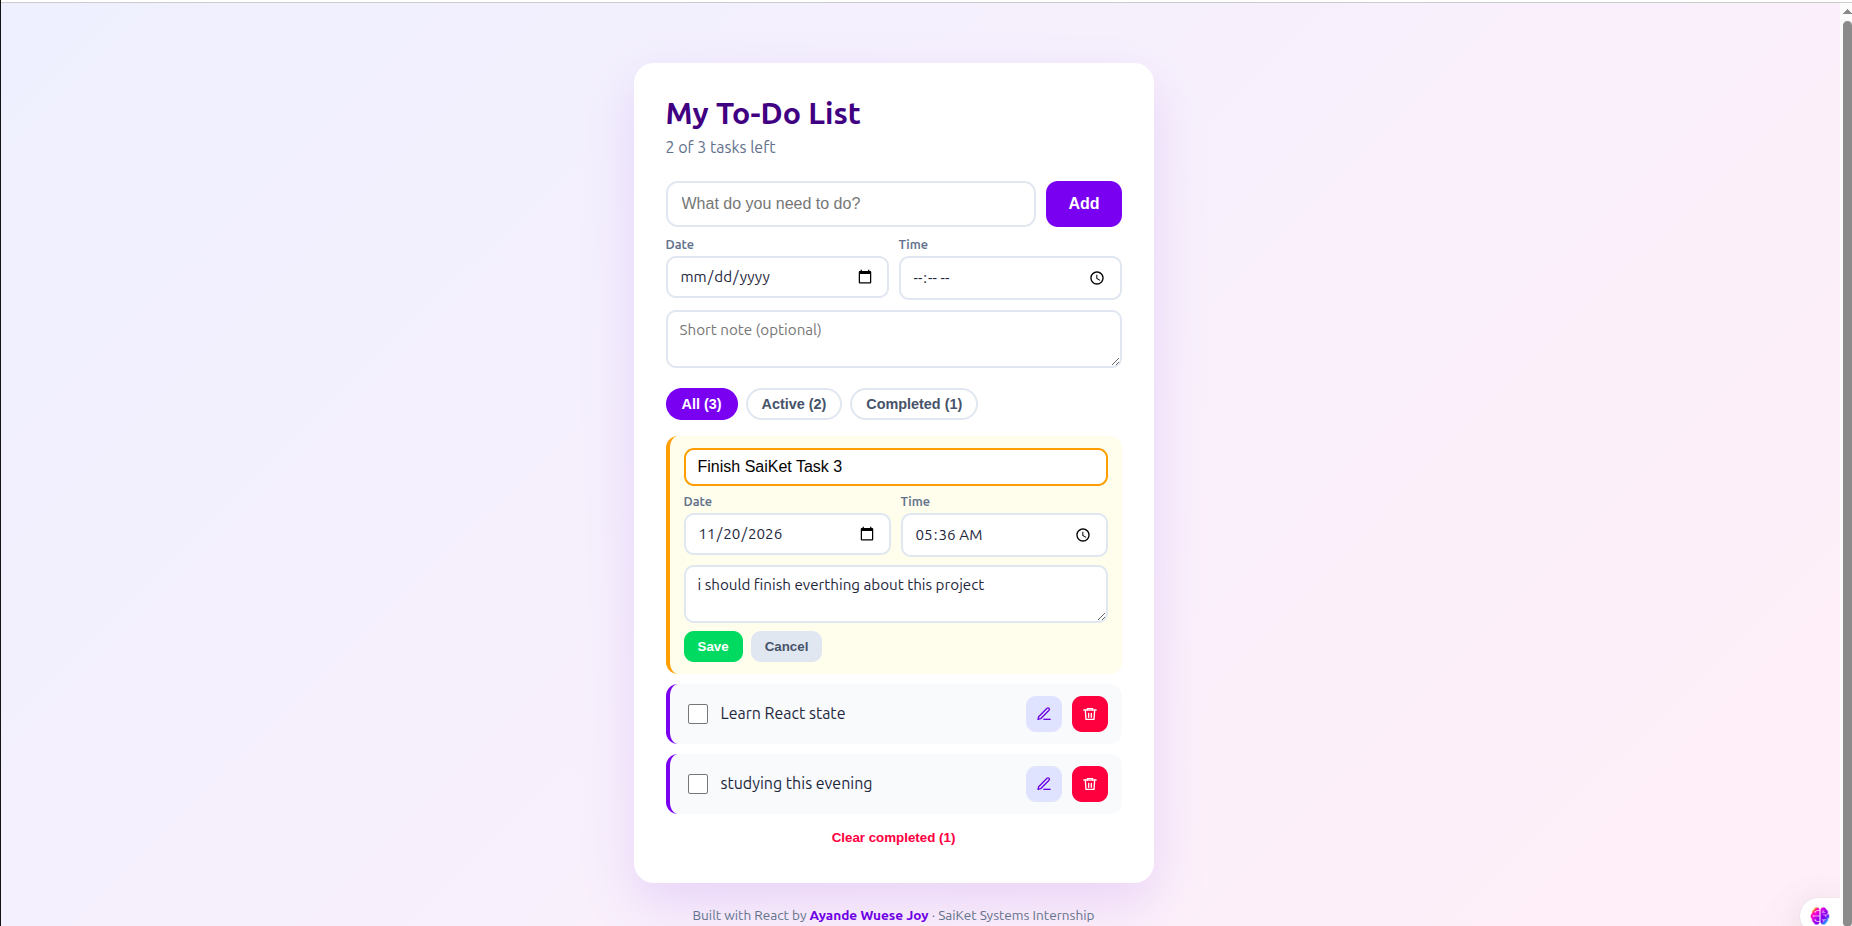 My To-Do List
2 of 3 tasks left
What do you need to do?
Add
Date
Time
mm/dd/yyyy
--:-- --
Short note (optional)
All (3)
Active (2)
Completed (1)
Finish SaiKet Task 3
Date
Time
11/20/2026
05:36 AM
i should finish everthing about this project
Save
Cancel
Learn React state
studying this evening
Clear completed (1)
Built with React by Ayande Wuese Joy · SaiKet Systems Internship